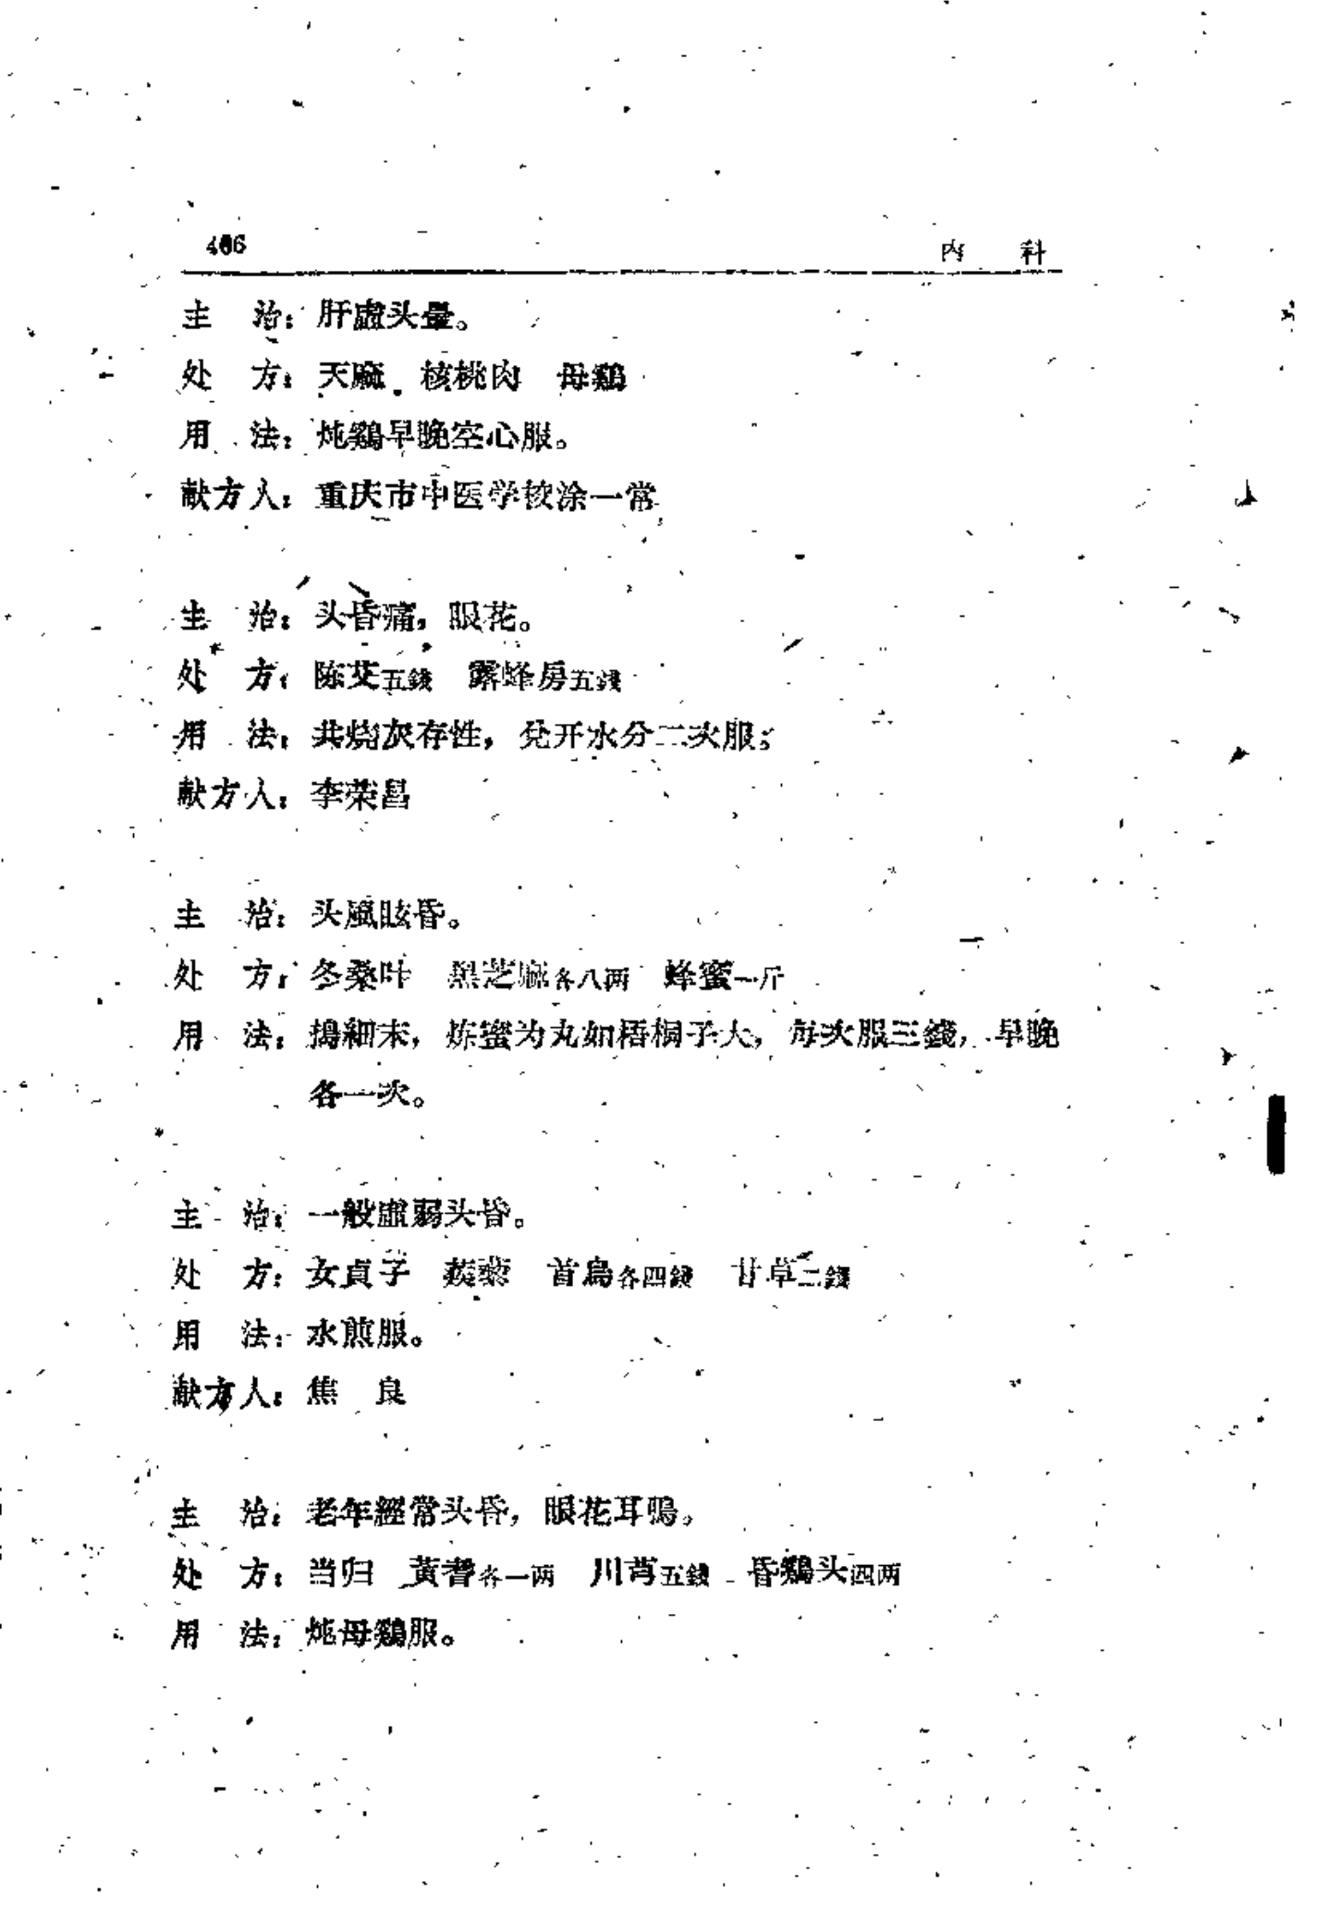 406 内 科
主 治：肝虛头暈。
处 方：天麻 核桃肉 母鷄
用 法：炖鷄早晚空心服。
献方人：重庆市中医学校涂一常
主 治：头昏痛，眼花。
处 方：陈艾五錢 露蜂房五錢
用 法：共烧灰存性，兌开水分二次服；
献方人：李荣昌
主 治：头風眩昏。
处 方：冬桑叶 黑芝麻各八两 蜂蜜一斤
用 法：搗細末，炼蜜为丸如梧桐子大，每次服三錢，早晚
各一次。
主 治：一般虛弱头昏。
处 方：女貞子 蒺藜 首烏各四錢 甘草二錢
用 法：水煎服。
献方人：焦 良
主 治：老年經常头昏，眼花耳鳴。
处 方：当归 黃蓍各一两 川芎五錢 昏鷄头四两
用 法：炖母鷄服。